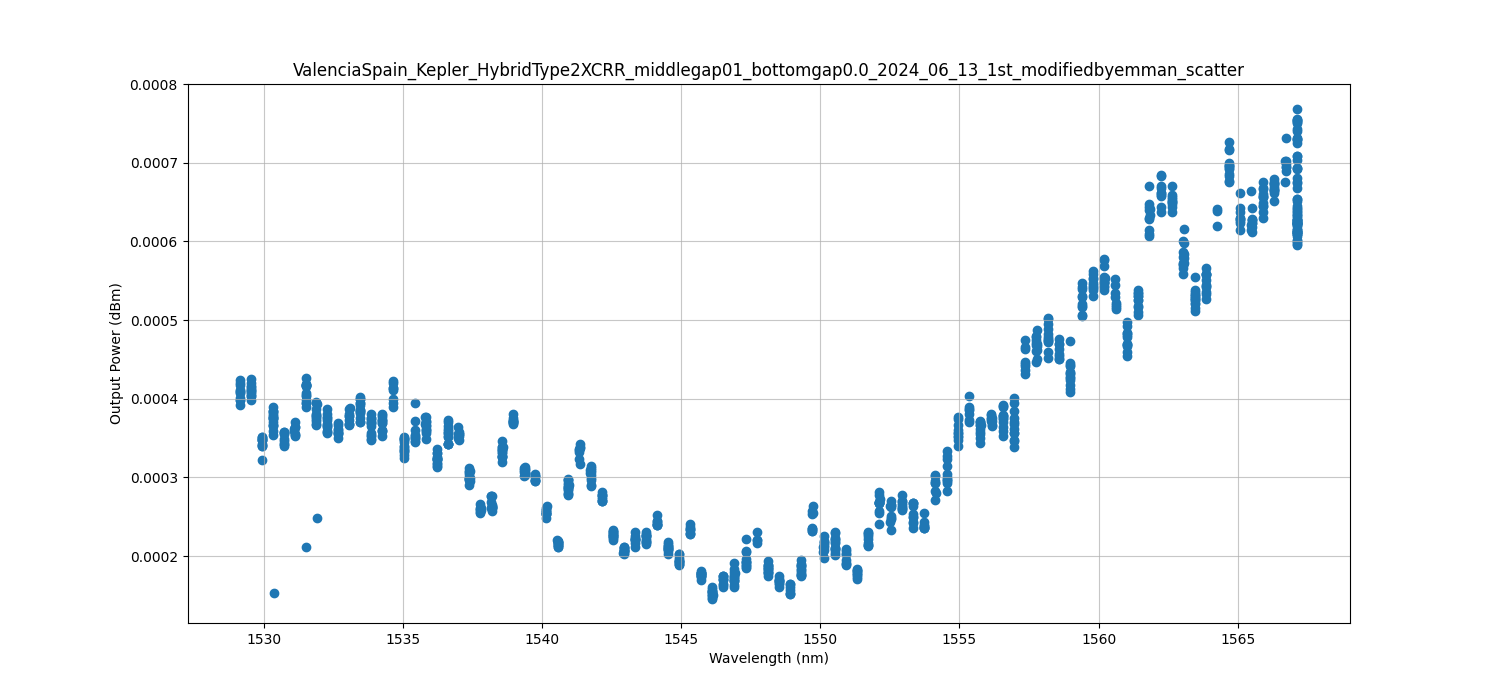 ValenciaSpain_Kepler_HybridType2XCRR_middlegap01_bottomgap0.0_2024_06_13_1st_modifiedbyemman_scatter
0.0008
0.0007
0.0006
0.0005
0.0004
0.0003
0.0002
Output Power (dBm)
1530 1535 1540 1545 1550 1555 1560 1565
Wavelength (nm)